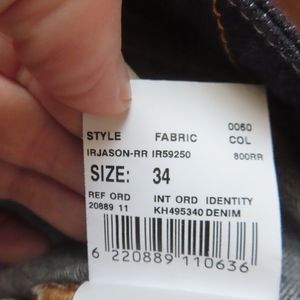 0060
STYLE FABRIC COL
IRJASON-RR IR59250 800RR
SIZE: 34
REF ORD INT ORD IDENTITY
20889 11 KH495340 DENIM
6 220889 110636